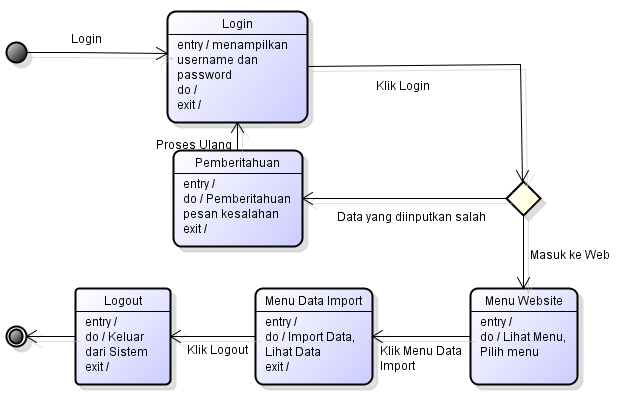 Login
Login
entry / menampilkan
username dan
password
do /
exit /
Klik Login
Proses Ulang
Pemberitahuan
entry /
do / Pemberitahuan
pesan kesalahan
exit /
Data yang diinputkan salah
Masuk ke Web
Menu Website
entry /
do / Lihat Menu,
Pilih menu
Klik Menu Data
Import
Menu Data Import
entry /
do / Import Data,
Lihat Data
exit /
Klik Logout
Logout
entry /
do / Keluar
dari Sistem
exit /